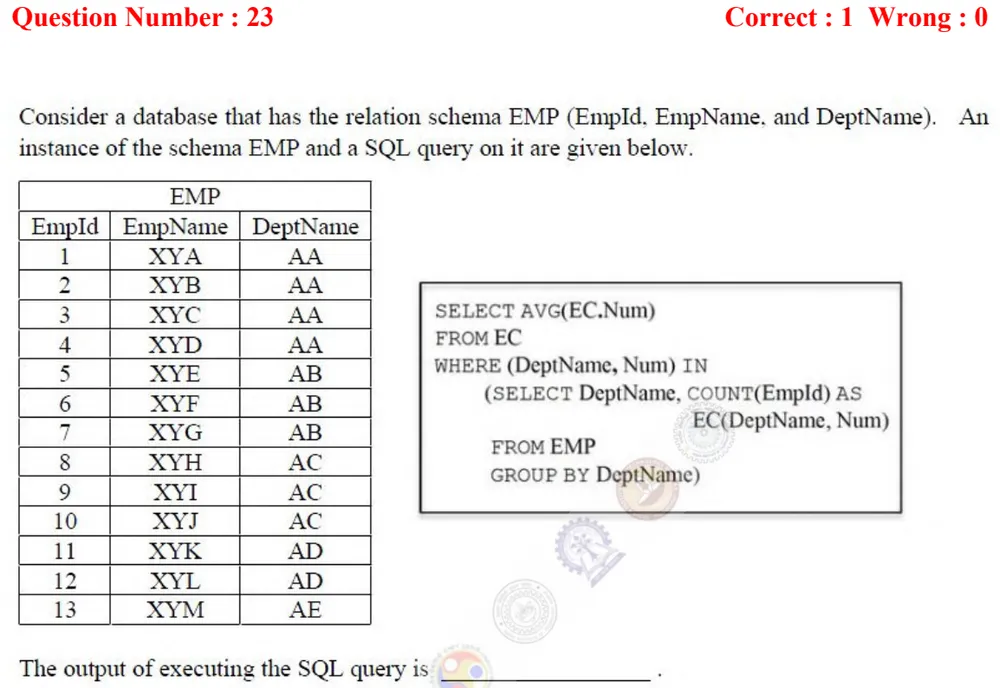 Question Number : 23 Correct : 1 Wrong : 0
Consider a database that has the relation schema EMP (EmpId, EmpName, and DeptName). An
instance of the schema EMP and a SQL query on it are given below.
EMP
EmpId EmpName DeptName
1 XYA AA
2 XYB AA
3 XYC AA
4 XYD AA
5 XYE AB
6 XYF AB
7 XYG AB
8 XYH AC
9 XYI AC
10 XYJ AC
11 XYK AD
12 XYL AD
13 XYM AE
SELECT AVG(EC.Num)
FROM EC
WHERE (DeptName, Num) IN
(SELECT DeptName, COUNT(EmpId) AS
EC(DeptName, Num)
FROM EMP
GROUP BY DeptName)
The output of executing the SQL query is ____________ .